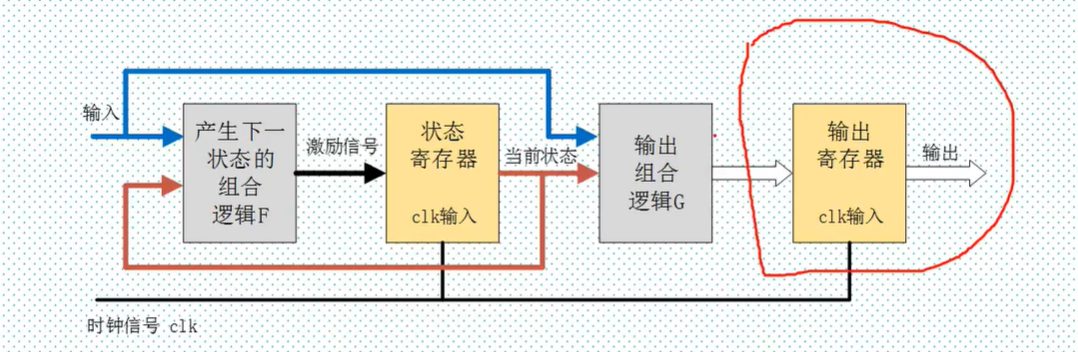 输入
产生下一
状态的
组合
逻辑F
激励信号
状态
寄存器
clk输入
当前状态
输出
组合
逻辑G
输出
寄存器
clk输入
输出
时钟信号 clk